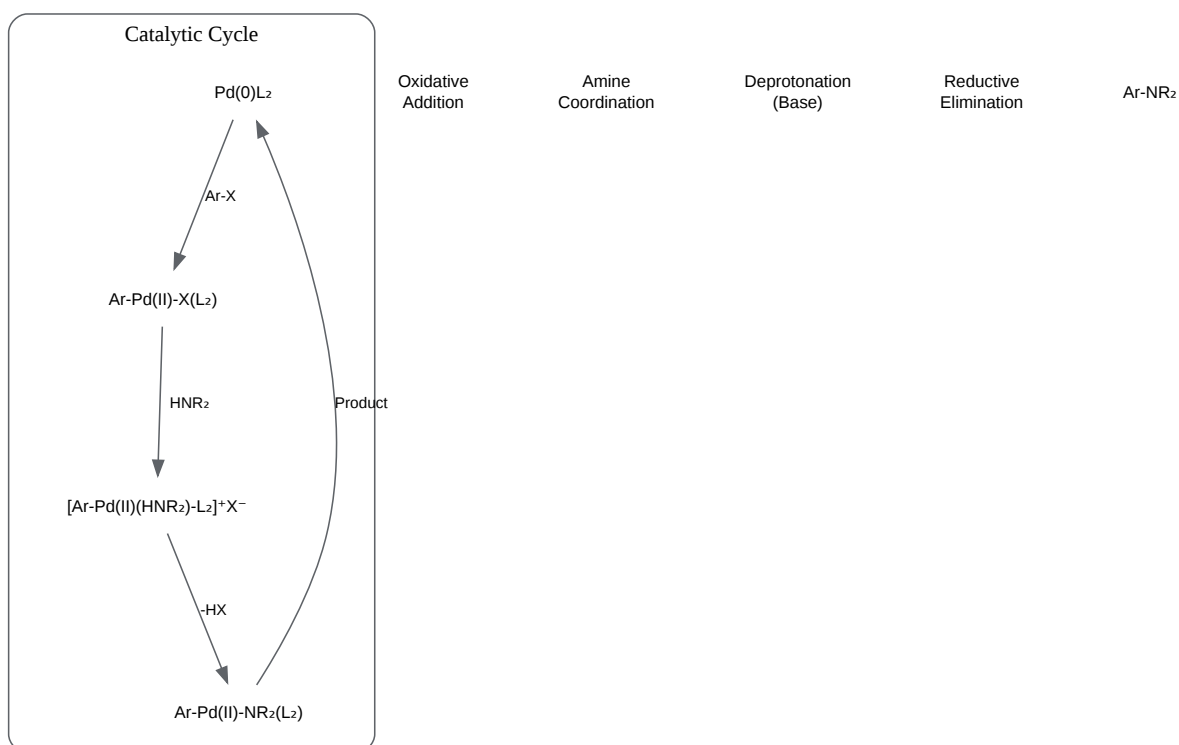 Catalytic Cycle
Pd(0)L₂
Oxidative
Addition
Amine
Coordination
Deprotonation
(Base)
Reductive
Elimination
Ar-NR₂
Ar-X
Ar-Pd(II)-X(L₂)
HNR₂
Product
[Ar-Pd(II)(HNR₂)-L₂]⁺X⁻
-HX
Ar-Pd(II)-NR₂(L₂)